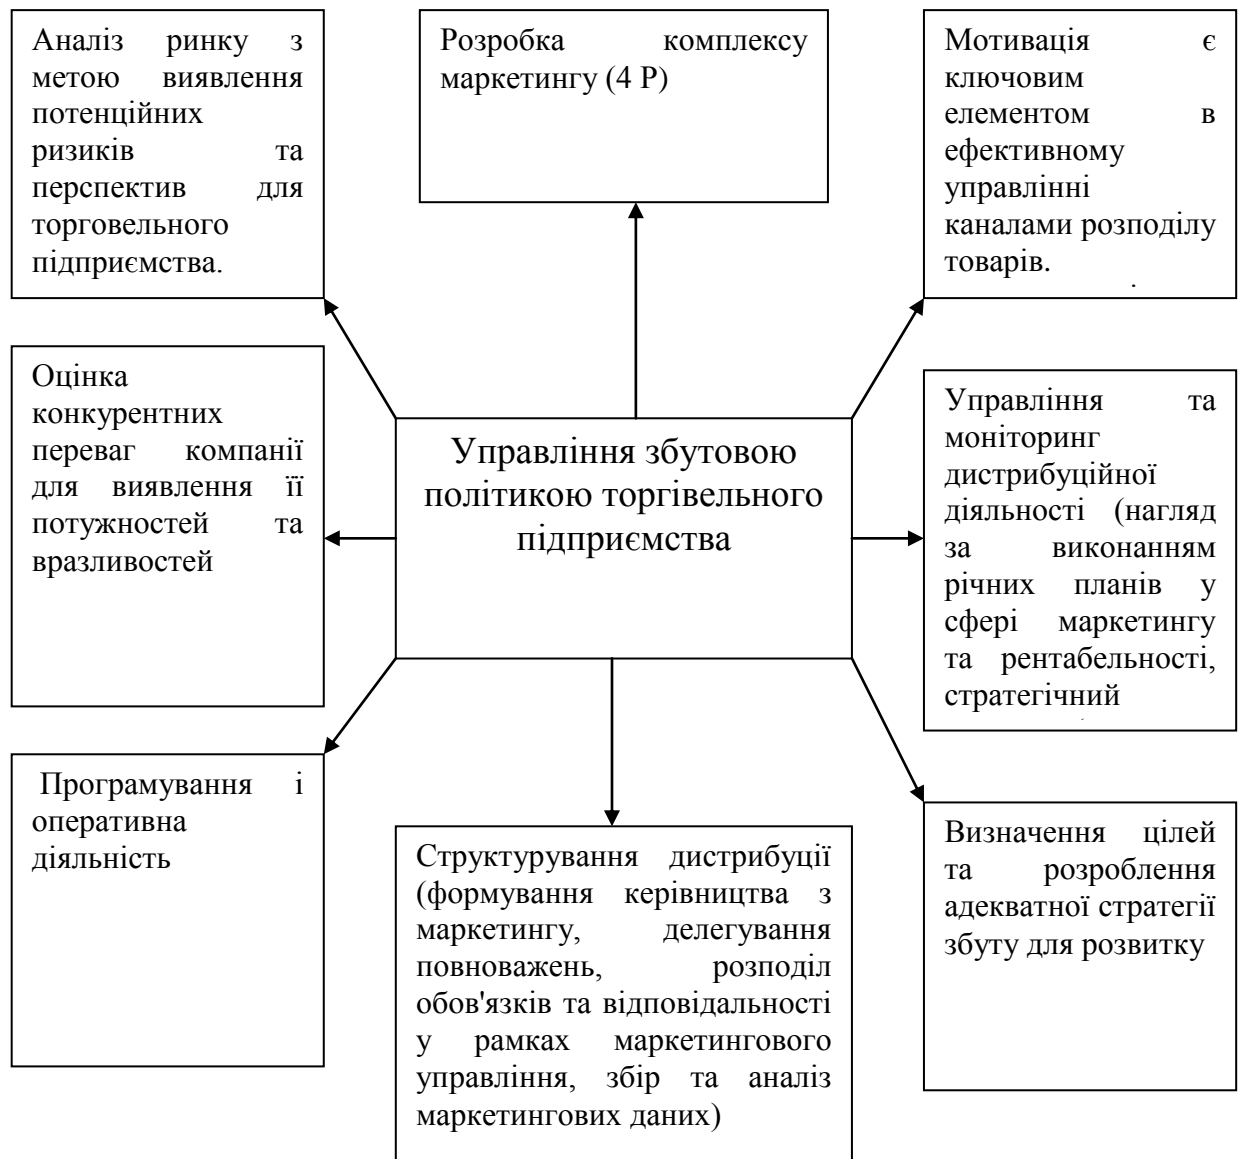 Аналіз ринку з
метою виявлення
потенційних
ризиків та
перспектив для
торговельного
підприємства.
Розробка комплексу
маркетингу (4 Р)
Мотивація є
ключовим
елементом в
ефективному
управлінні
каналами розподілу
товарів.
Оцінка
конкурентних
переваг компанії
для виявлення її
потужностей та
вразливостей
Управління збутовою
політикою торгівельного
підприємства
Управління та
моніторинг
дистрибуційної
діяльності (нагляд
за виконанням
річних планів у
сфері маркетингу
та рентабельності,
стратегічний
Програмування і
оперативна
діяльність
Структурування дистрибуції
(формування керівництва з
маркетингу, делегування
повноважень, розподіл
обов'язків та відповідальності
у рамках маркетингового
управління, збір та аналіз
маркетингових даних)
Визначення цілей
та розроблення
адекватної стратегії
збуту для розвитку